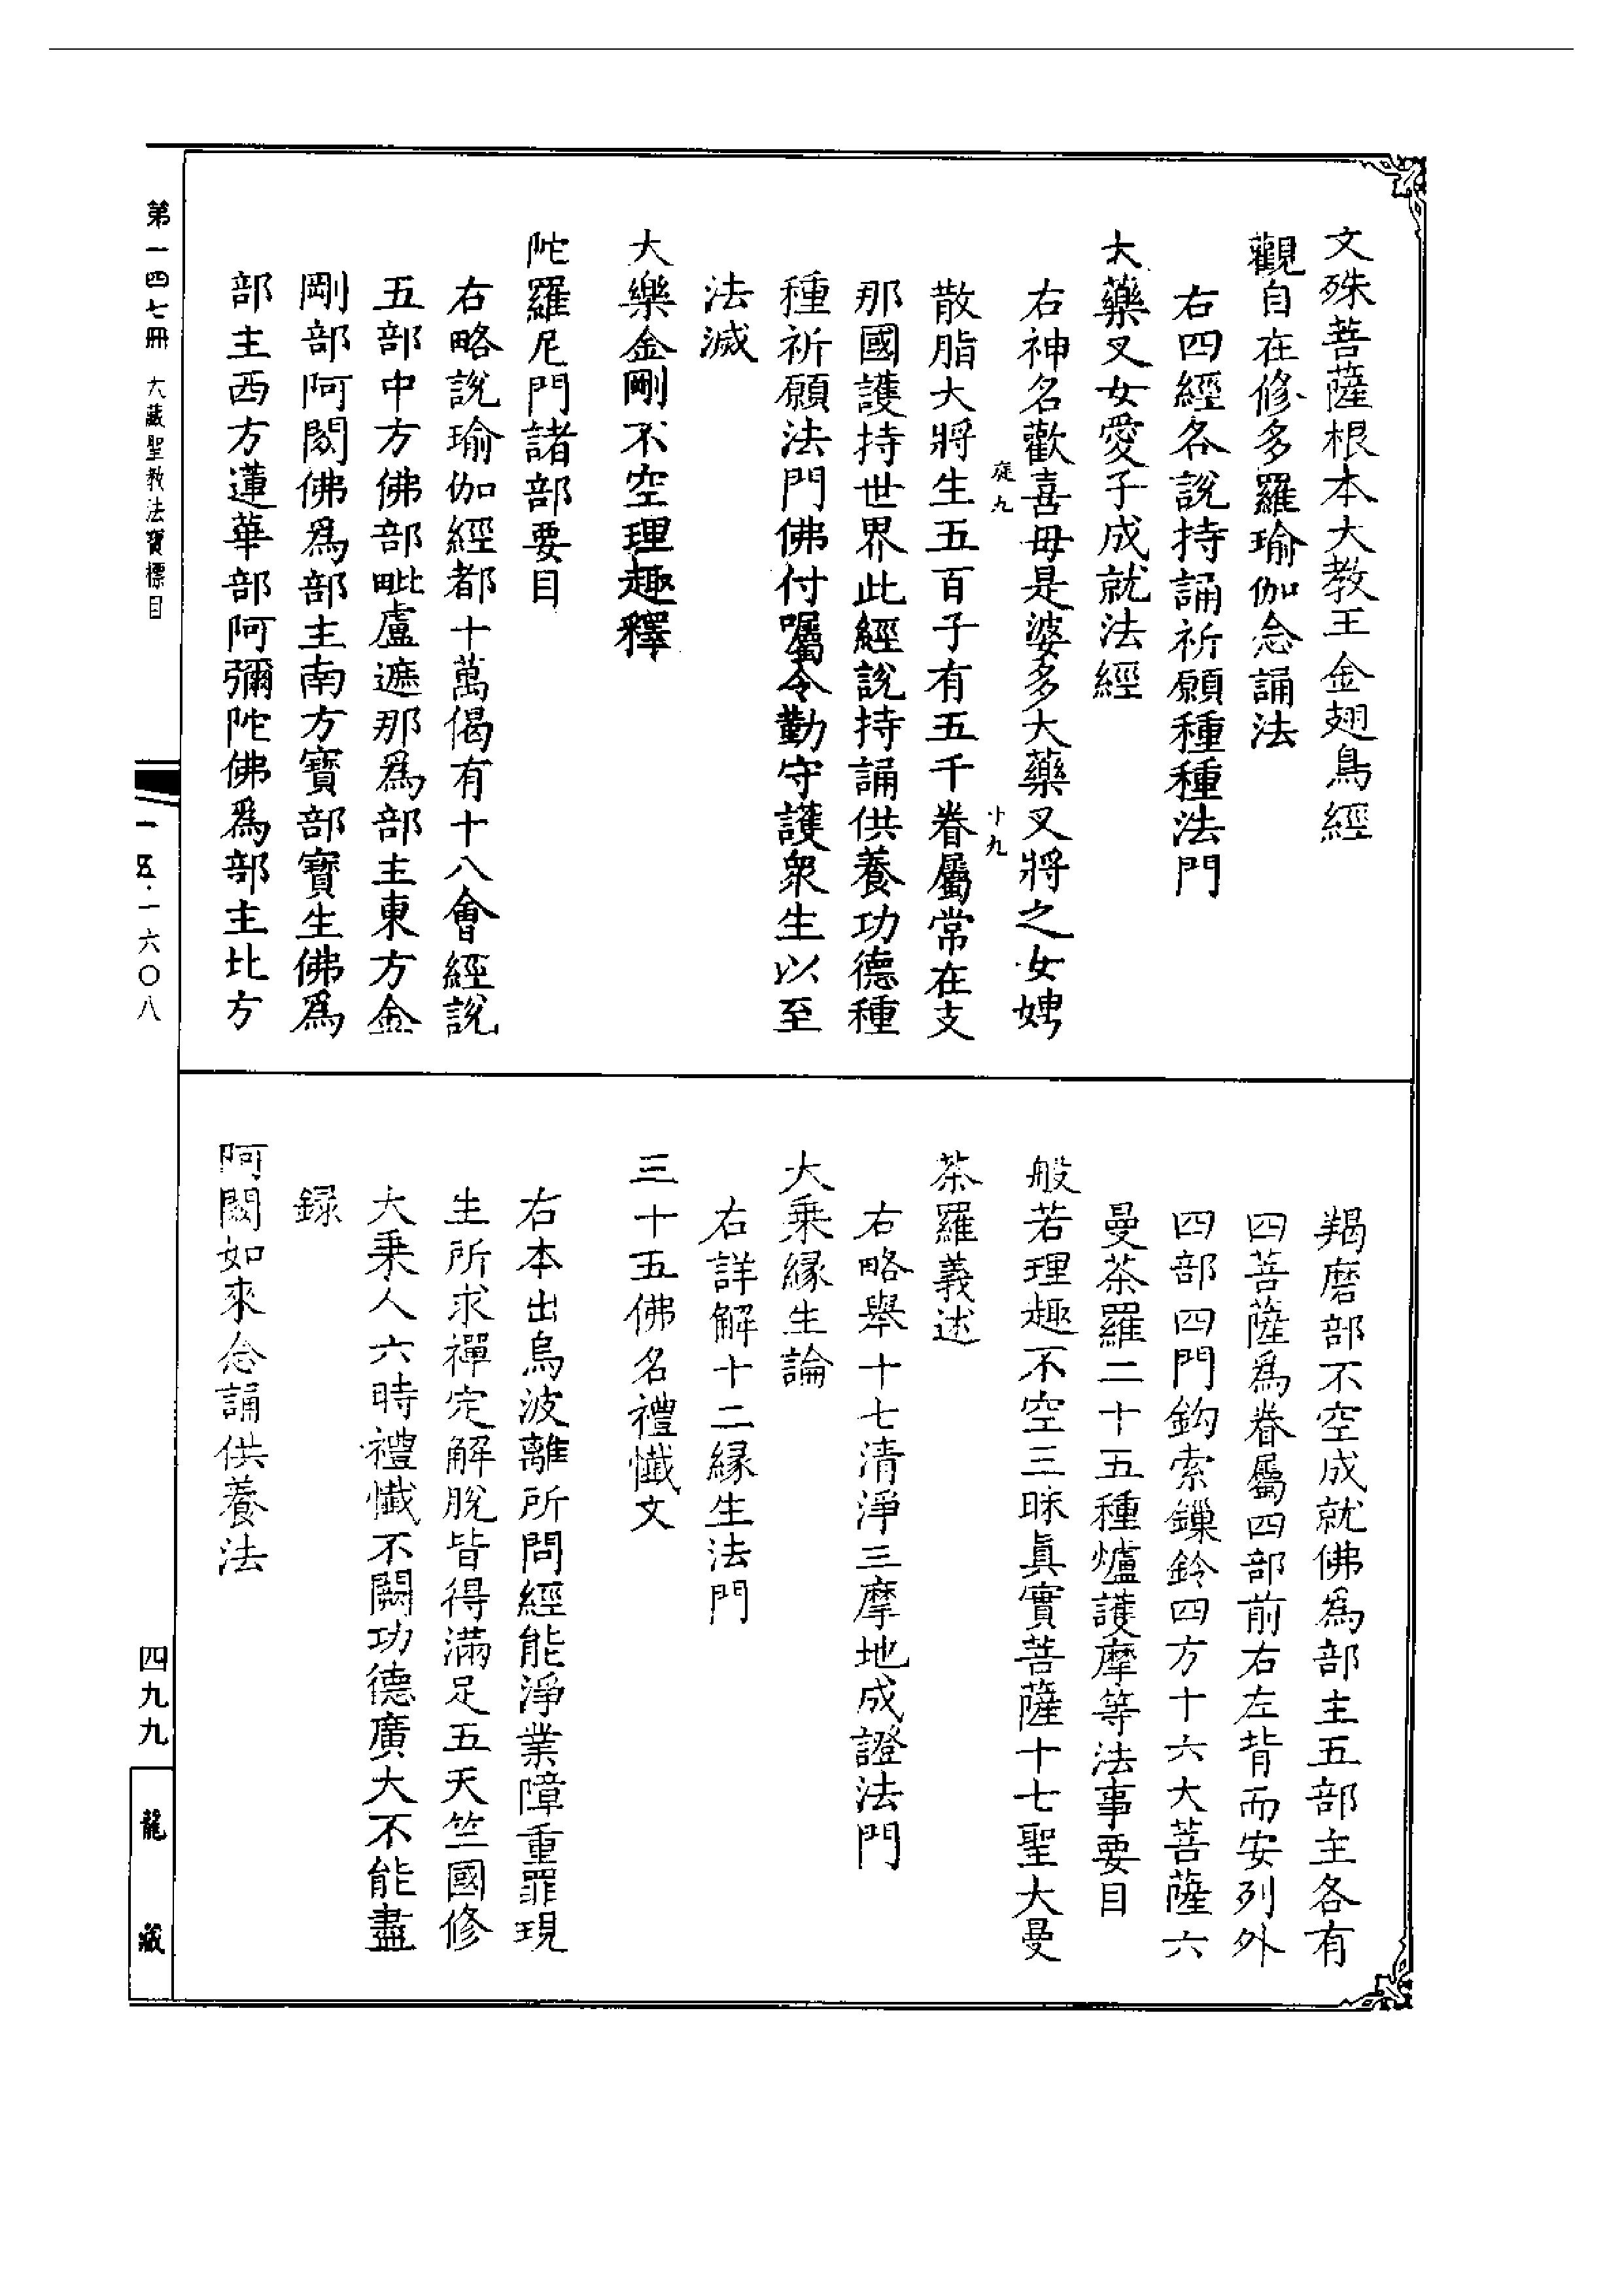 文殊菩薩根本大教王金翅鳥經
觀自在修多羅瑜伽念誦法
右四經各說持誦祈願種種法門
大藥叉女愛子成就法經
右神名歡喜毋是婆多大藥叉將之女娉
庭九
十九
散脂大將生五百子有五千眷屬常在支
那國護持世界此經說持誦供養功德種
種祈願法門佛付囑令勤守護衆生以至
法滅
大樂金剛不空理趣釋
陀羅尼門諸部要目
右略說瑜伽經都十萬偈有十八會經說
五部中方佛部毗盧遮那爲部主東方金
剛部阿閦佛爲部主南方寶部寶生佛爲
部主西方蓮華部阿彌陀佛爲部主北方
羯磨部不空成就佛爲部主五部主各有
四菩薩爲眷屬四部前右左背而安列外
四部四門鈎索鏁鈴四方十六大菩薩六
曼茶羅二十五種爐護摩等法事要目
般若理趣不空三昧眞實菩薩十七聖大曼
茶羅義述
右略舉十七清淨三摩地成證法門
大乗緣生論
右詳解十二緣生法門
三十五佛名禮懺文
右本出烏波離所問經能淨業障重罪現
生所求禪定解脫皆得滿足五天竺國修
大乗人六時禮懺不闕功德廣大不能盡
録
阿閦如來念誦供養法
第一四七冊 大藏聖教法寶標目
一五·一六〇八
四九九
龍藏